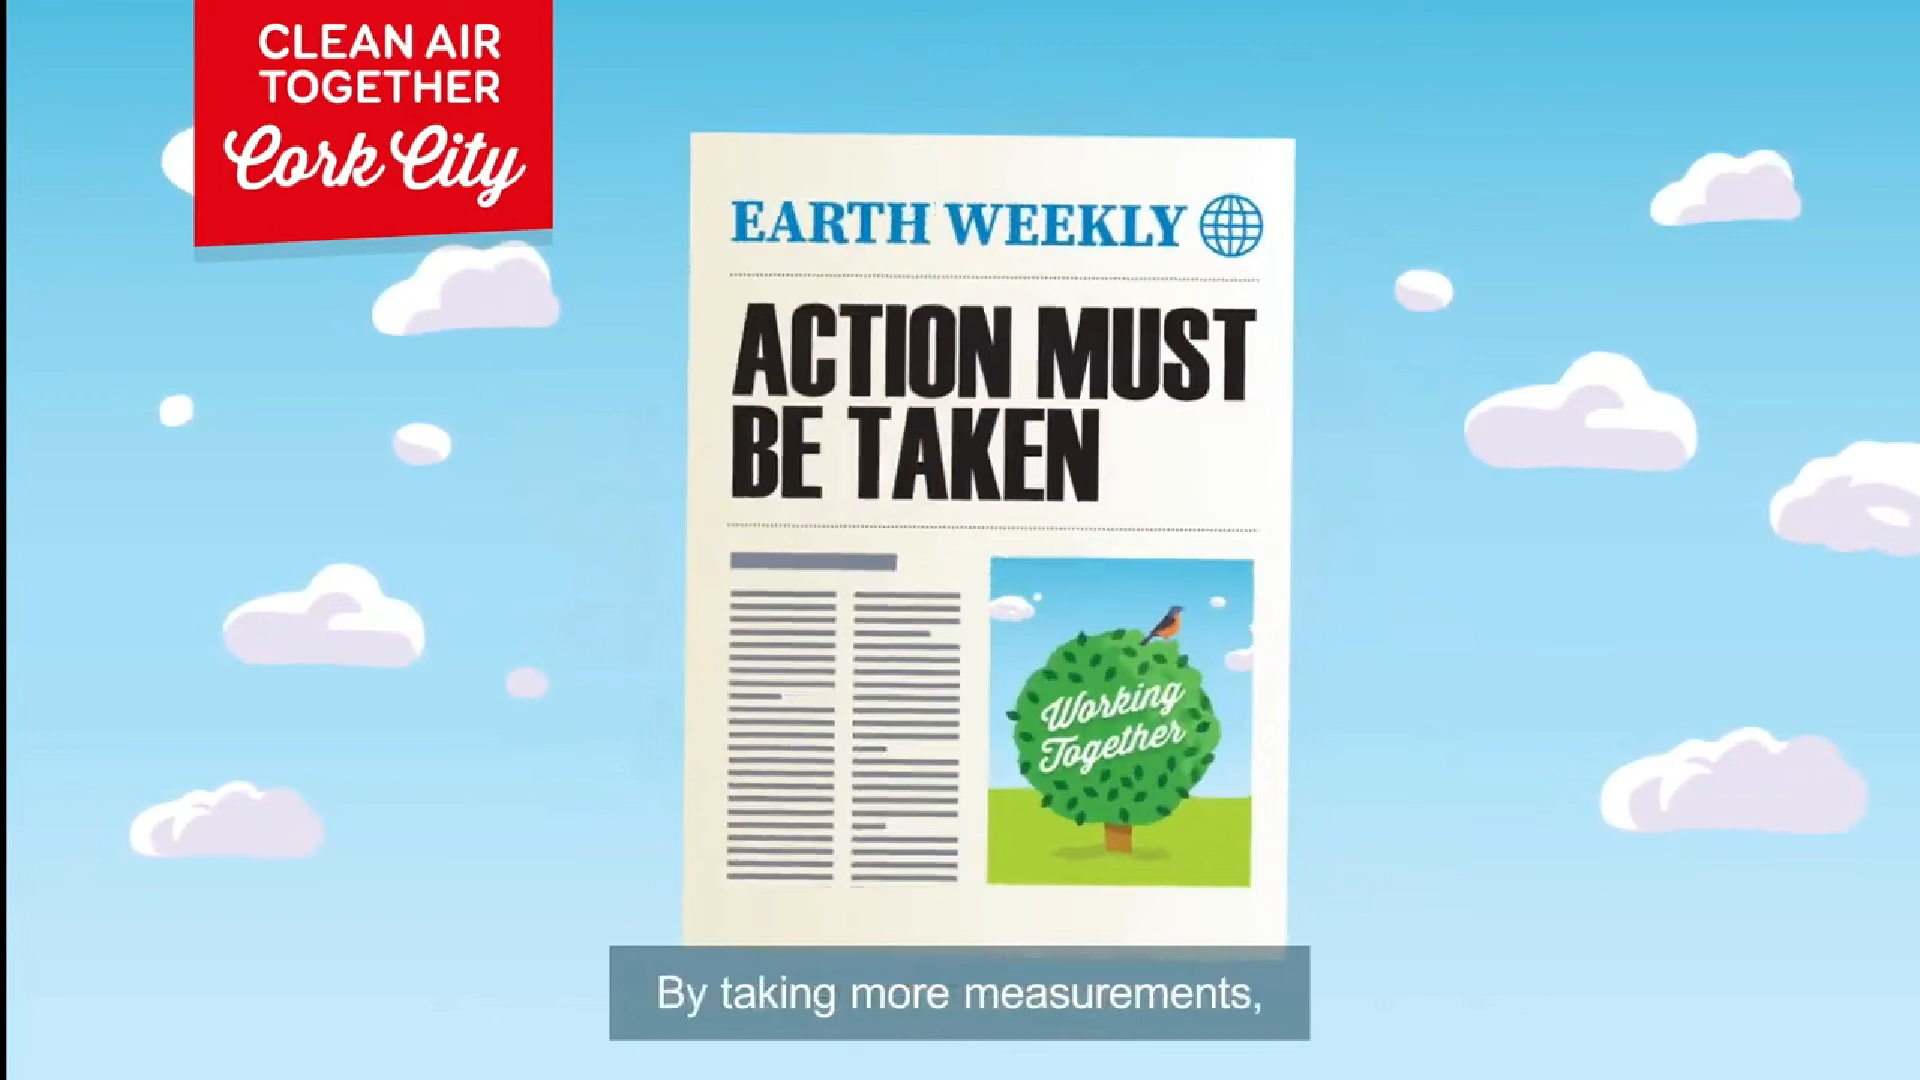 CLEAN AIR
TOGETHER
Cork City
EARTH WEEKLY
ACTION MUST
BE TAKEN
Working
Together
By taking more measurements,